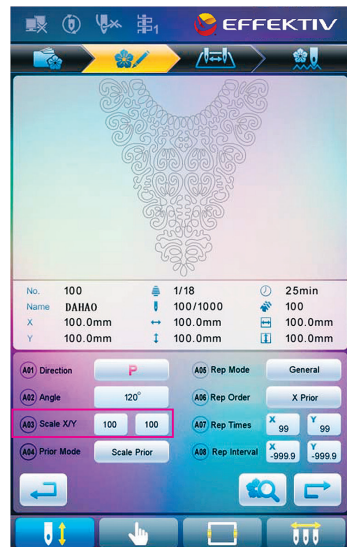 1
EFFEKTIV
No. 100 1/18 25min
Name DAHAO 100/1000 100
X 100.0mm 100.0mm 100.0mm
Y 100.0mm 100.0mm 100.0mm
A01 Direction P A05 Rep Mode General
A02 Angle 120° A06 Rep Order X Prior
A03 Scale X/Y 100 100 A07 Rep Times X 99 Y 99
A04 Prior Mode Scale Prior A08 Rep Interval X -999.9 Y -999.9